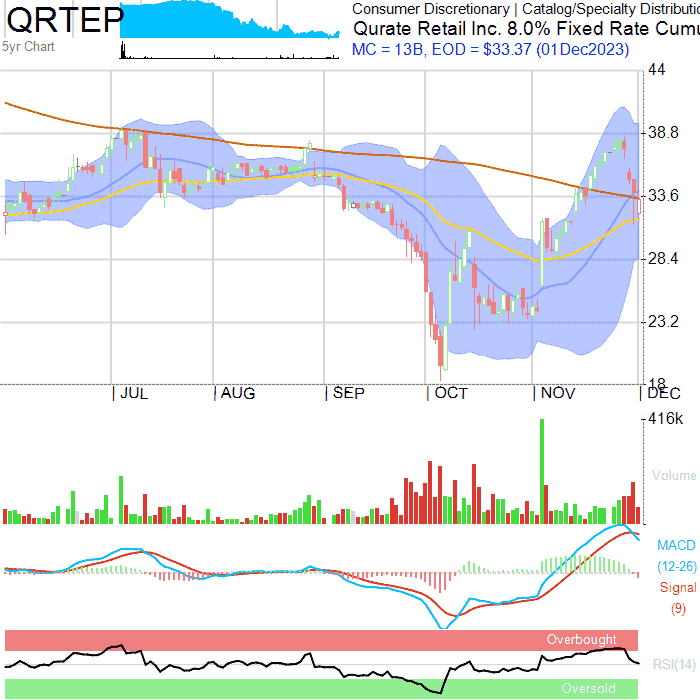 QRTEP
5yr Chart
Consumer Discretionary | Catalog/Specialty Distributio
Qurate Retail Inc. 8.0% Fixed Rate Cumu
MC = 13B, EOD = $33.37 (01Dec2023)
44
38.8
33.6
28.4
23.2
18
JUL AUG SEP OCT NOV DEC
416k
Volume
MACD
(12-26)
Signal
(9)
Overbought
RSI(14)
Oversold